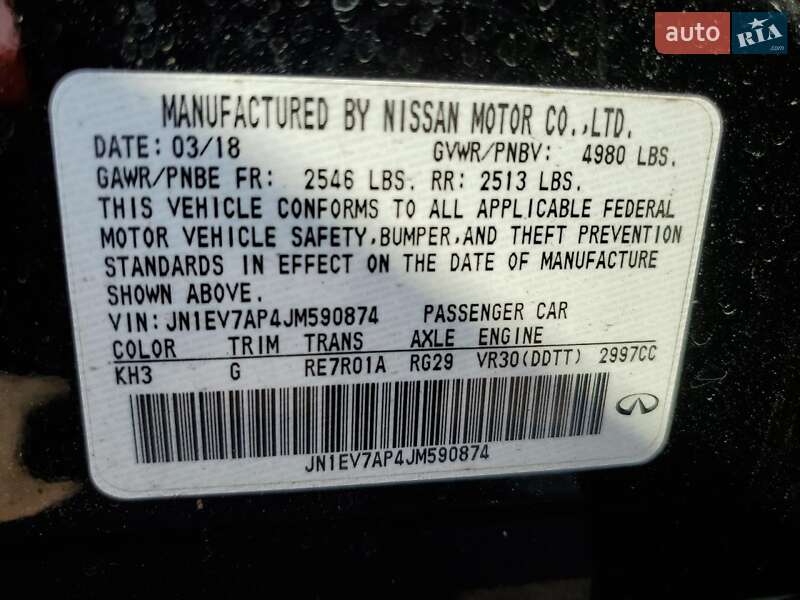 auto RIA.com
MANUFACTURED BY NISSAN MOTOR CO.,LTD.
DATE: 03/18 GVWR/PNBV: 4980 LBS.
GAWR/PNBE FR: 2546 LBS. RR: 2513 LBS.
THIS VEHICLE CONFORMS TO ALL APPLICABLE FEDERAL
MOTOR VEHICLE SAFETY,BUMPER,AND THEFT PREVENTION
STANDARDS IN EFFECT ON THE DATE OF MANUFACTURE
SHOWN ABOVE.
VIN: JN1EV7AP4JM590874 PASSENGER CAR
COLOR TRIM TRANS AXLE ENGINE
KH3 G RE7R01A RG29 VR30(DDTT) 2997CC
JN1EV7AP4JM590874